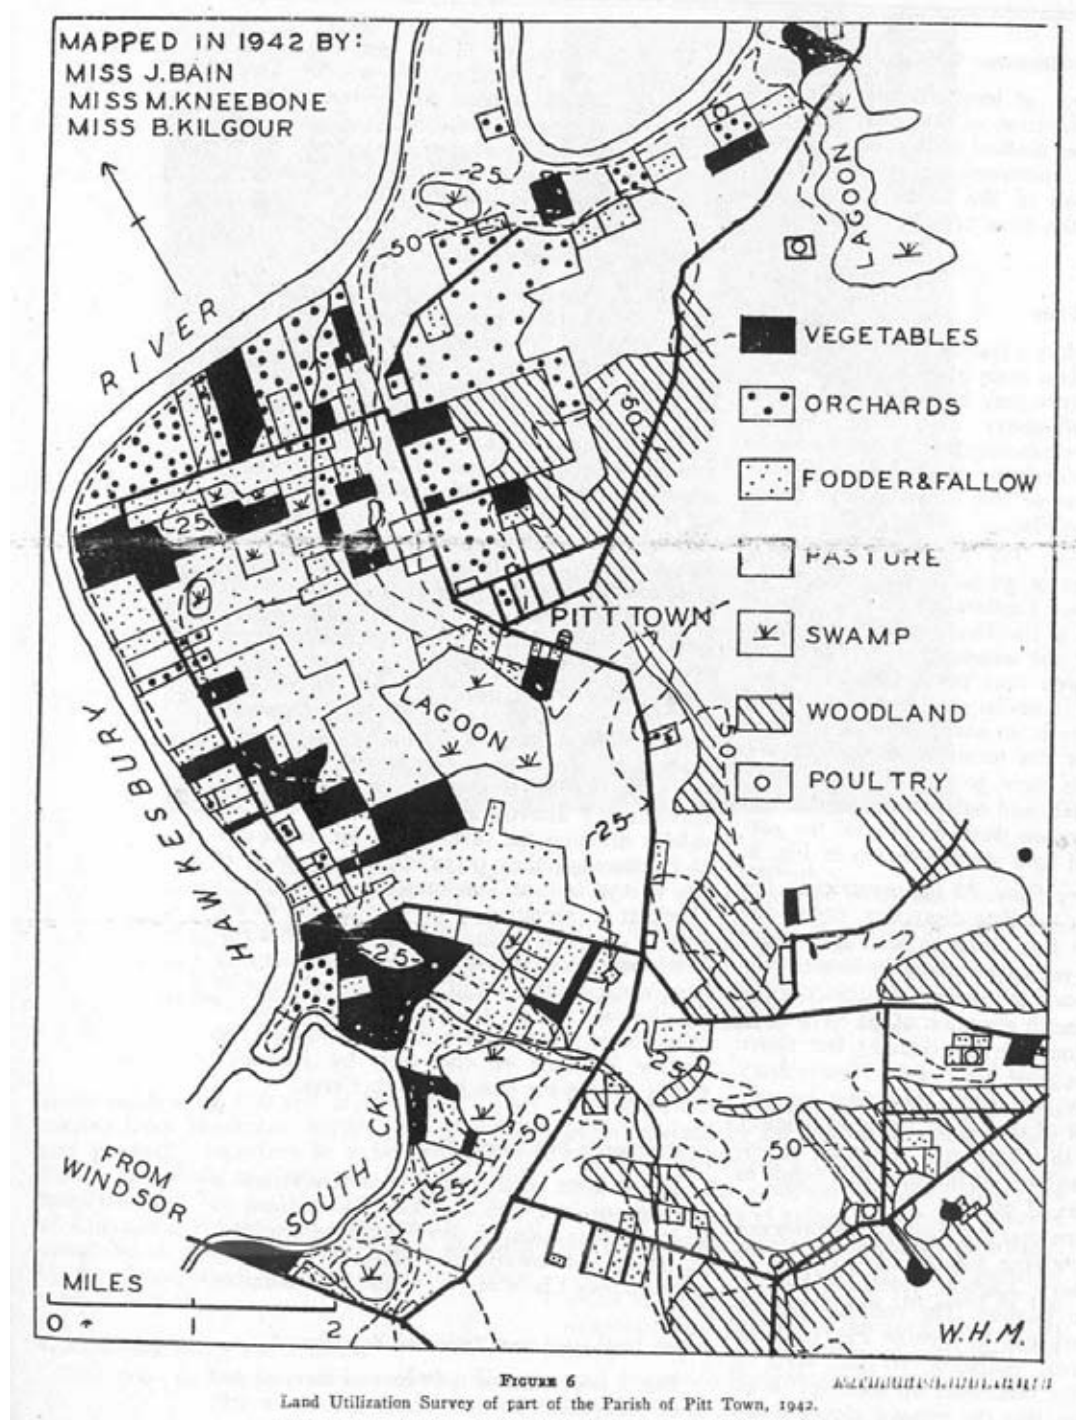 MAPPED IN 1942 BY:
MISS J. BAIN
MISS M. KNEEBONE
MISS B. KILGOUR
25
50
LAGOON
RIVER
VEGETABLES
ORCHARDS
50
FODDER & FALLOW
25
PASTURE
PITT TOWN
SWAMP
LAGOON
WOODLAND
50
HAWKESBURY
POULTRY
25
25
25
50
CK
SOUTH
50
25
FROM
WINDSOR
MILES
0 1 2
W.H.M.
FIGURE 6
Land Utilization Survey of part of the Parish of Pitt Town, 1942.